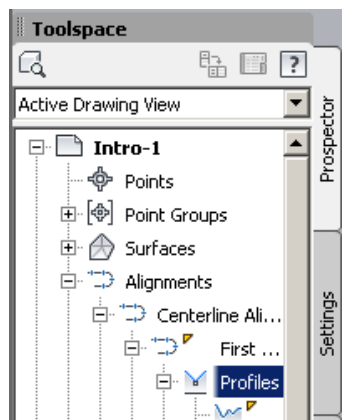 Toolspace
?
Active Drawing View
Intro-1
Points
Point Groups
Surfaces
Alignments
Centerline Ali...
First ...
Profiles
Prospector
Settings